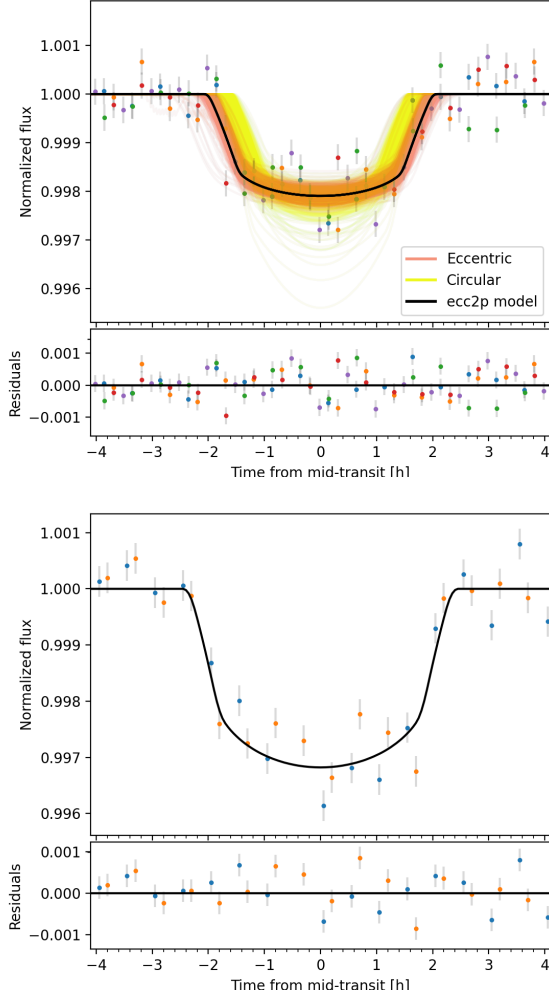 1.001
1.000
0.999
0.998
0.997
0.996
Normalized flux
Eccentric
Circular
ecc2p model
0.001
0.000
−0.001
Residuals
−4 −3 −2 −1 0 1 2 3 4
Time from mid-transit [h]
1.001
1.000
0.999
0.998
0.997
0.996
Normalized flux
0.001
0.000
−0.001
Residuals
−4 −3 −2 −1 0 1 2 3 4
Time from mid-transit [h]